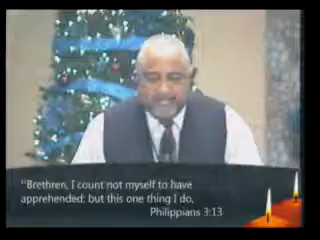 “Brethren, I count not myself to have
apprehended: but this one thing I do,
Philippians 3:13